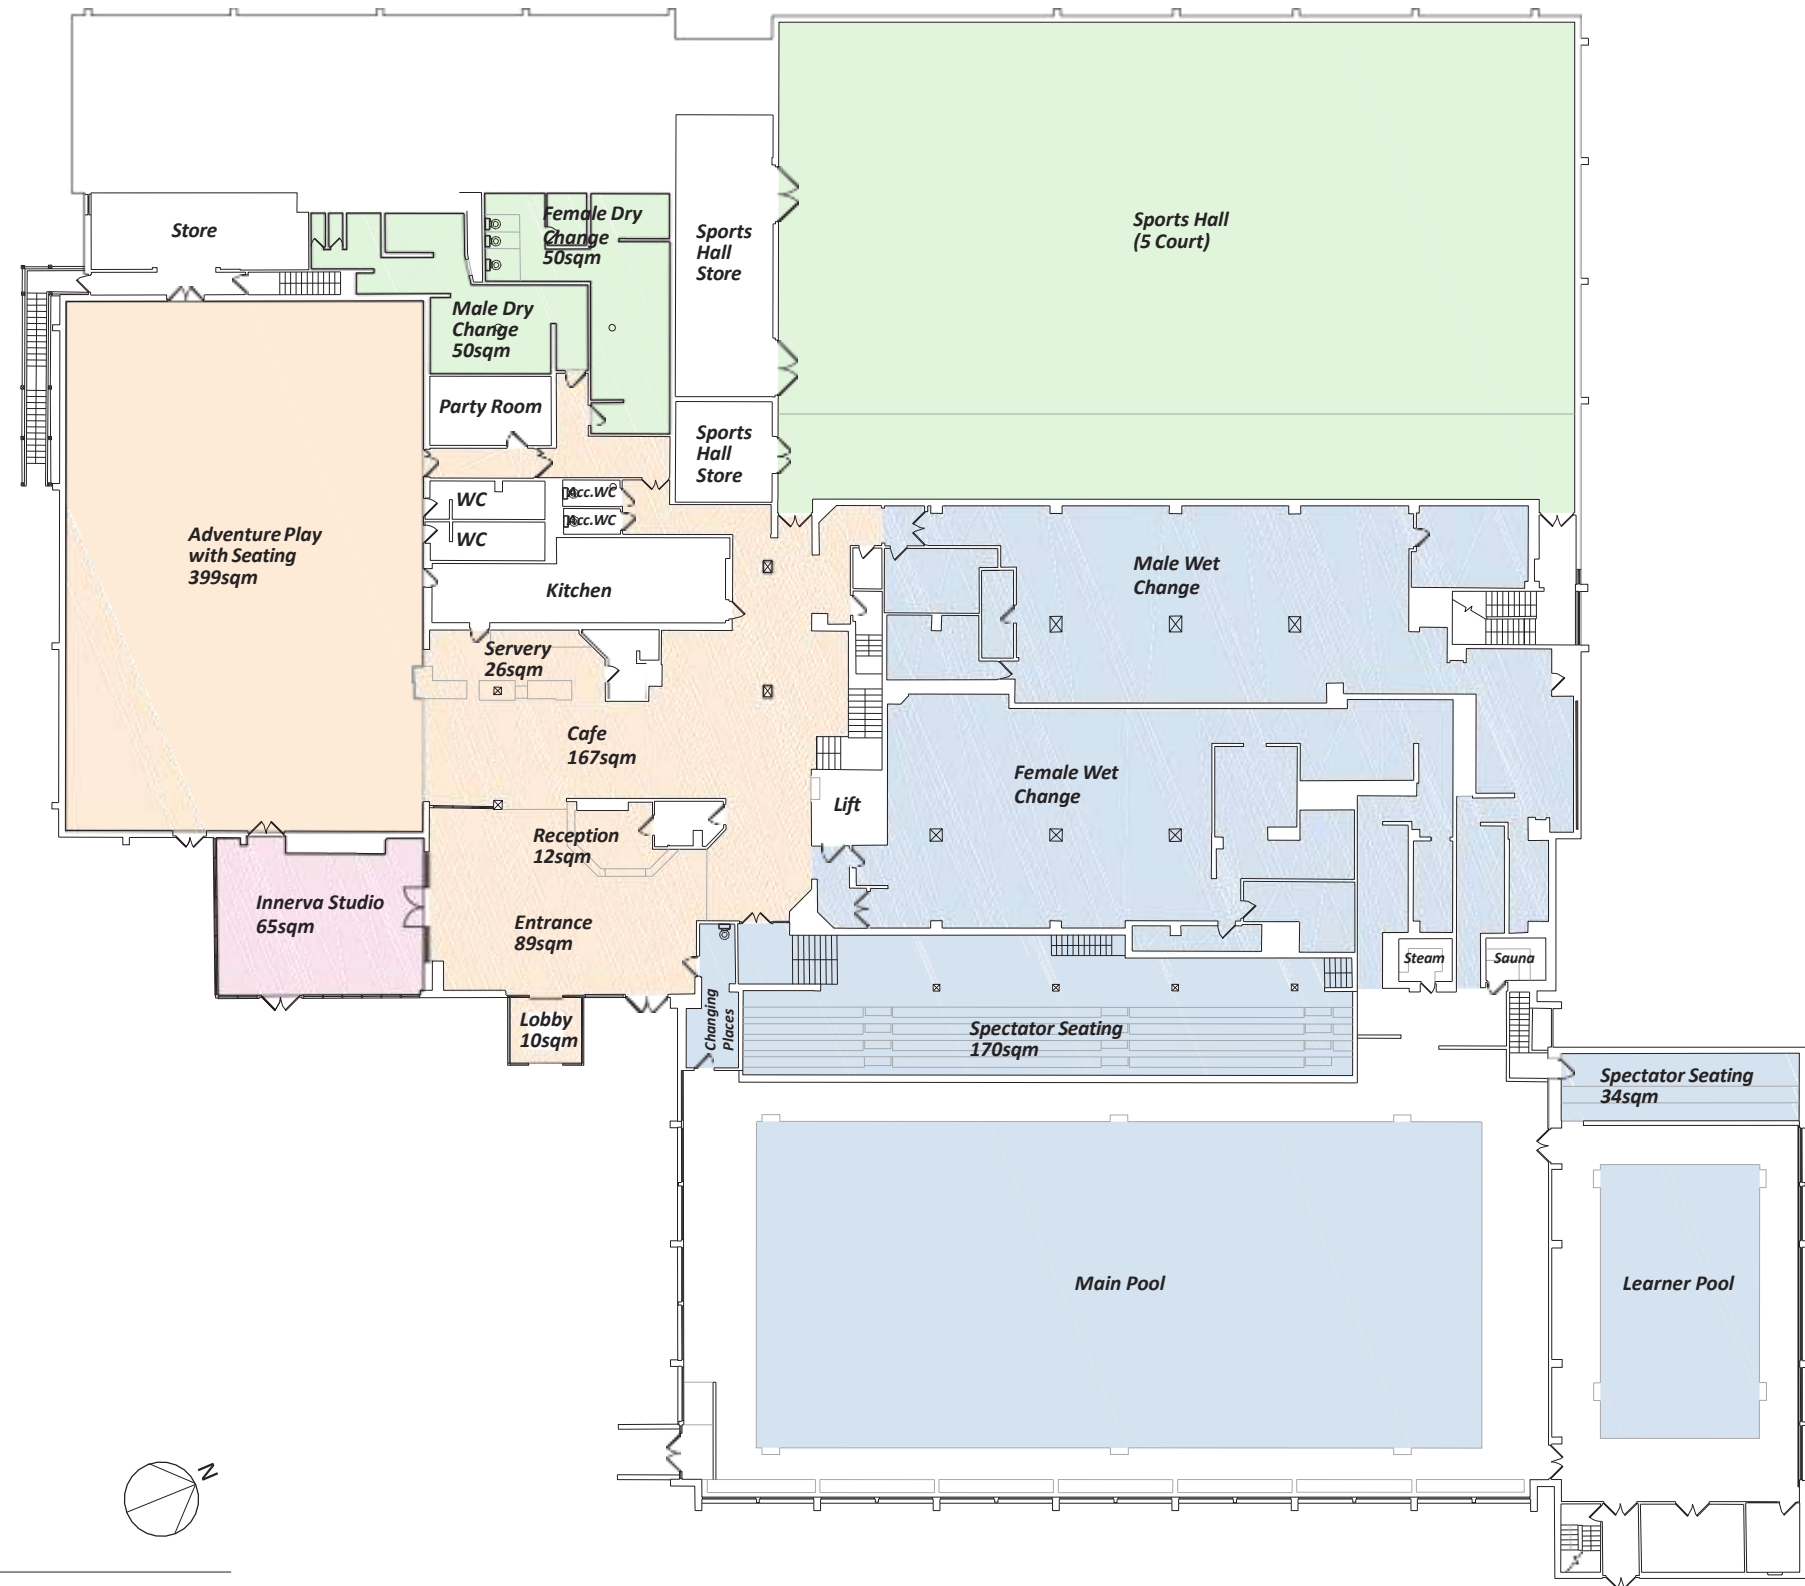 Sports Hall
(5 Court)
Store
Female Dry
Change
50sqm
Sports
Hall
Store
Male Dry
Change
50sqm
Party Room
Sports
Hall
Store
WC
Acc.WC
Acc.WC
WC
Adventure Play
with Seating
399sqm
Kitchen
Male Wet
Change
Servery
26sqm
Cafe
167sqm
Female Wet
Change
Lift
Reception
12sqm
Innerva Studio
65sqm
Entrance
89sqm
Steam
Sauna
Lobby
10sqm
Changing
Places
Spectator Seating
170sqm
Spectator Seating
34sqm
Main Pool
Learner Pool
N